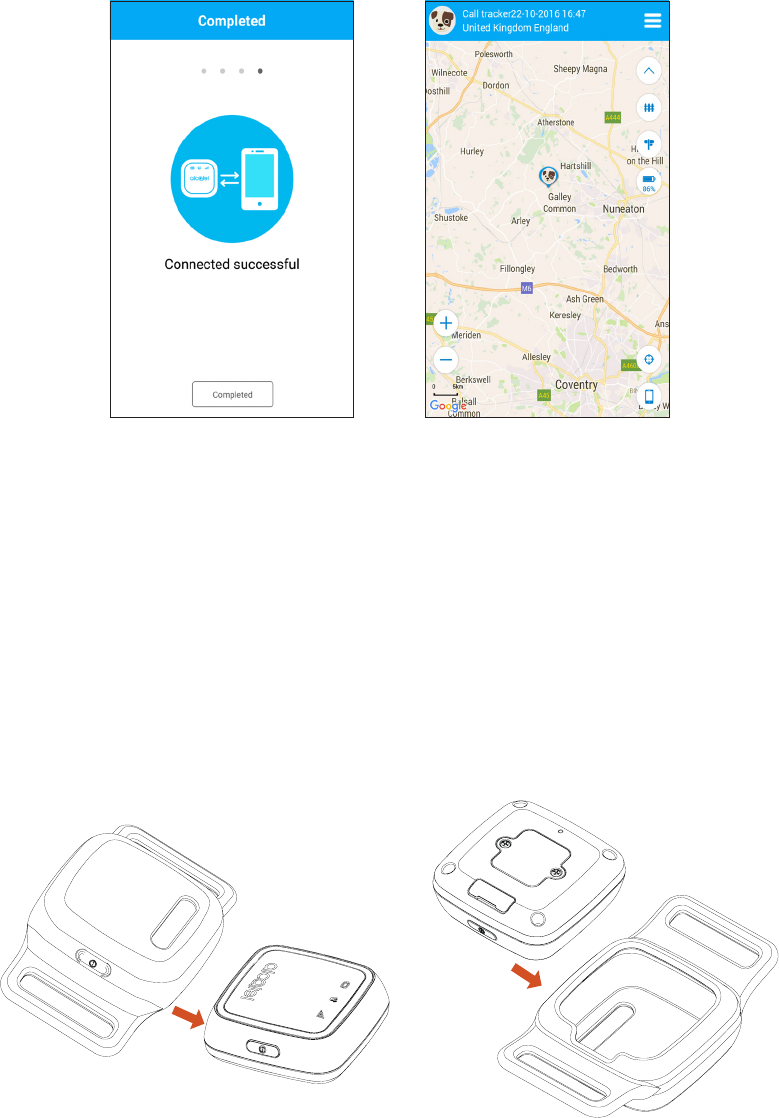 Completed
Connected successful
Completed
Call tracker22-10-2016 16:47
United Kingdom England
Polesworth
Wilnecote
Sheepy Magna
Dosthill
Dordon
A444
Atherstone
Hurley
Hartshill
on the Hill
86%
Galley
Common
Nuneaton
Shustoke
Arley
Fillongley
Bedworth
M6
Ash Green
Keresley
Meriden
Allesley
Berkswell
Coventry
0 5km
A45
Balsall
Common
Google